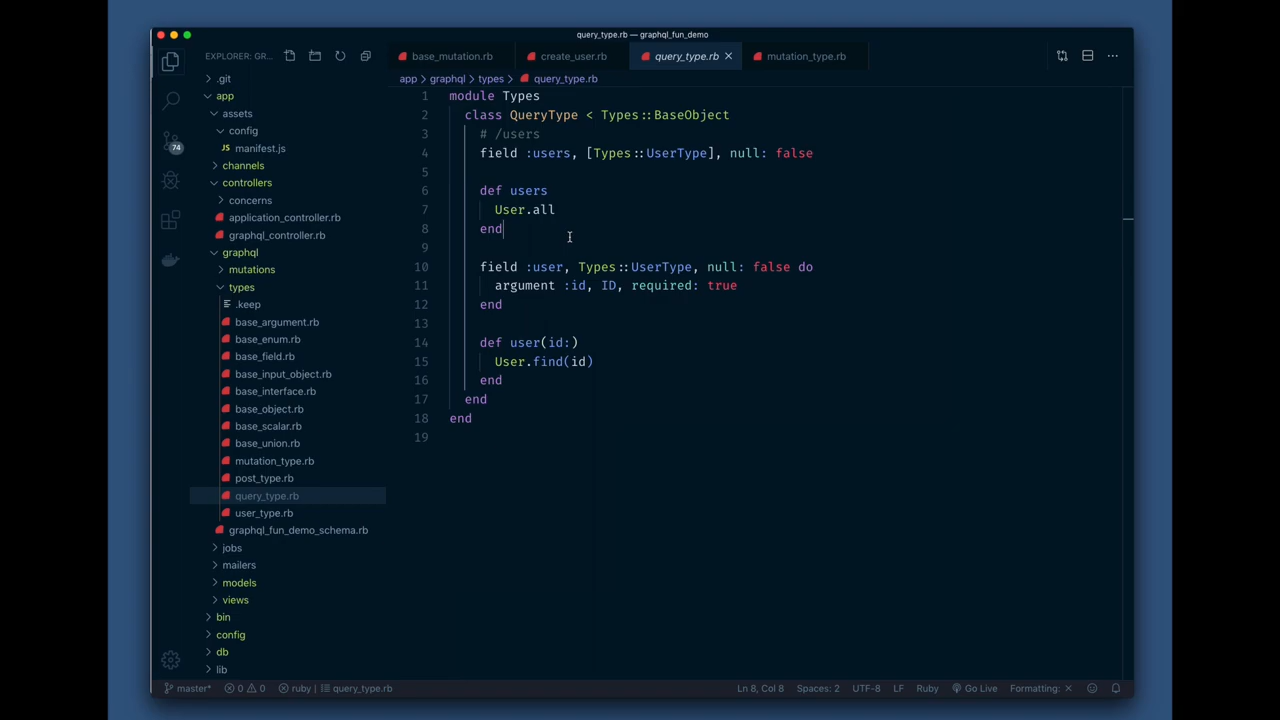 query_type.rb — graphql_fun_demo
EXPLORER: GR...
base_mutation.rb
create_user.rb
query_type.rb
mutation_type.rb
app > graphql > types > query_type.rb
.git
app
assets
config
JS manifest.js
channels
controllers
concerns
application_controller.rb
graphql_controller.rb
graphql
mutations
types
.keep
base_argument.rb
base_enum.rb
base_field.rb
base_input_object.rb
base_interface.rb
base_object.rb
base_scalar.rb
base_union.rb
mutation_type.rb
post_type.rb
query_type.rb
user_type.rb
graphql_fun_demo_schema.rb
jobs
mailers
models
views
bin
config
db
lib
74
1 module Types
2 class QueryType < Types::BaseObject
3 # /users
4 field :users, [Types::UserType], null: false
5
6 def users
7 User.all
8 end
9
10 field :user, Types::UserType, null: false do
11 argument :id, ID, required: true
12 end
13
14 def user(id:)
15 User.find(id)
16 end
17 end
18 end
19
master* 0 0 ruby | query_type.rb Ln 8, Col 8 Spaces: 2 UTF-8 LF Ruby Go Live Formatting: ×